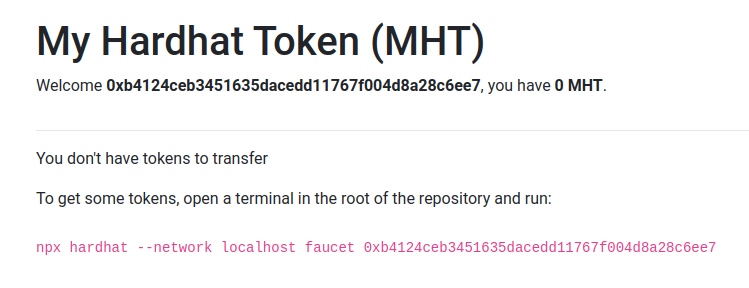 My Hardhat Token (MHT)
Welcome 0xb4124ceb3451635dacedd11767f004d8a28c6ee7, you have 0 MHT.
You don't have tokens to transfer
To get some tokens, open a terminal in the root of the repository and run:
npx hardhat --network localhost faucet 0xb4124ceb3451635dacedd11767f004d8a28c6ee7